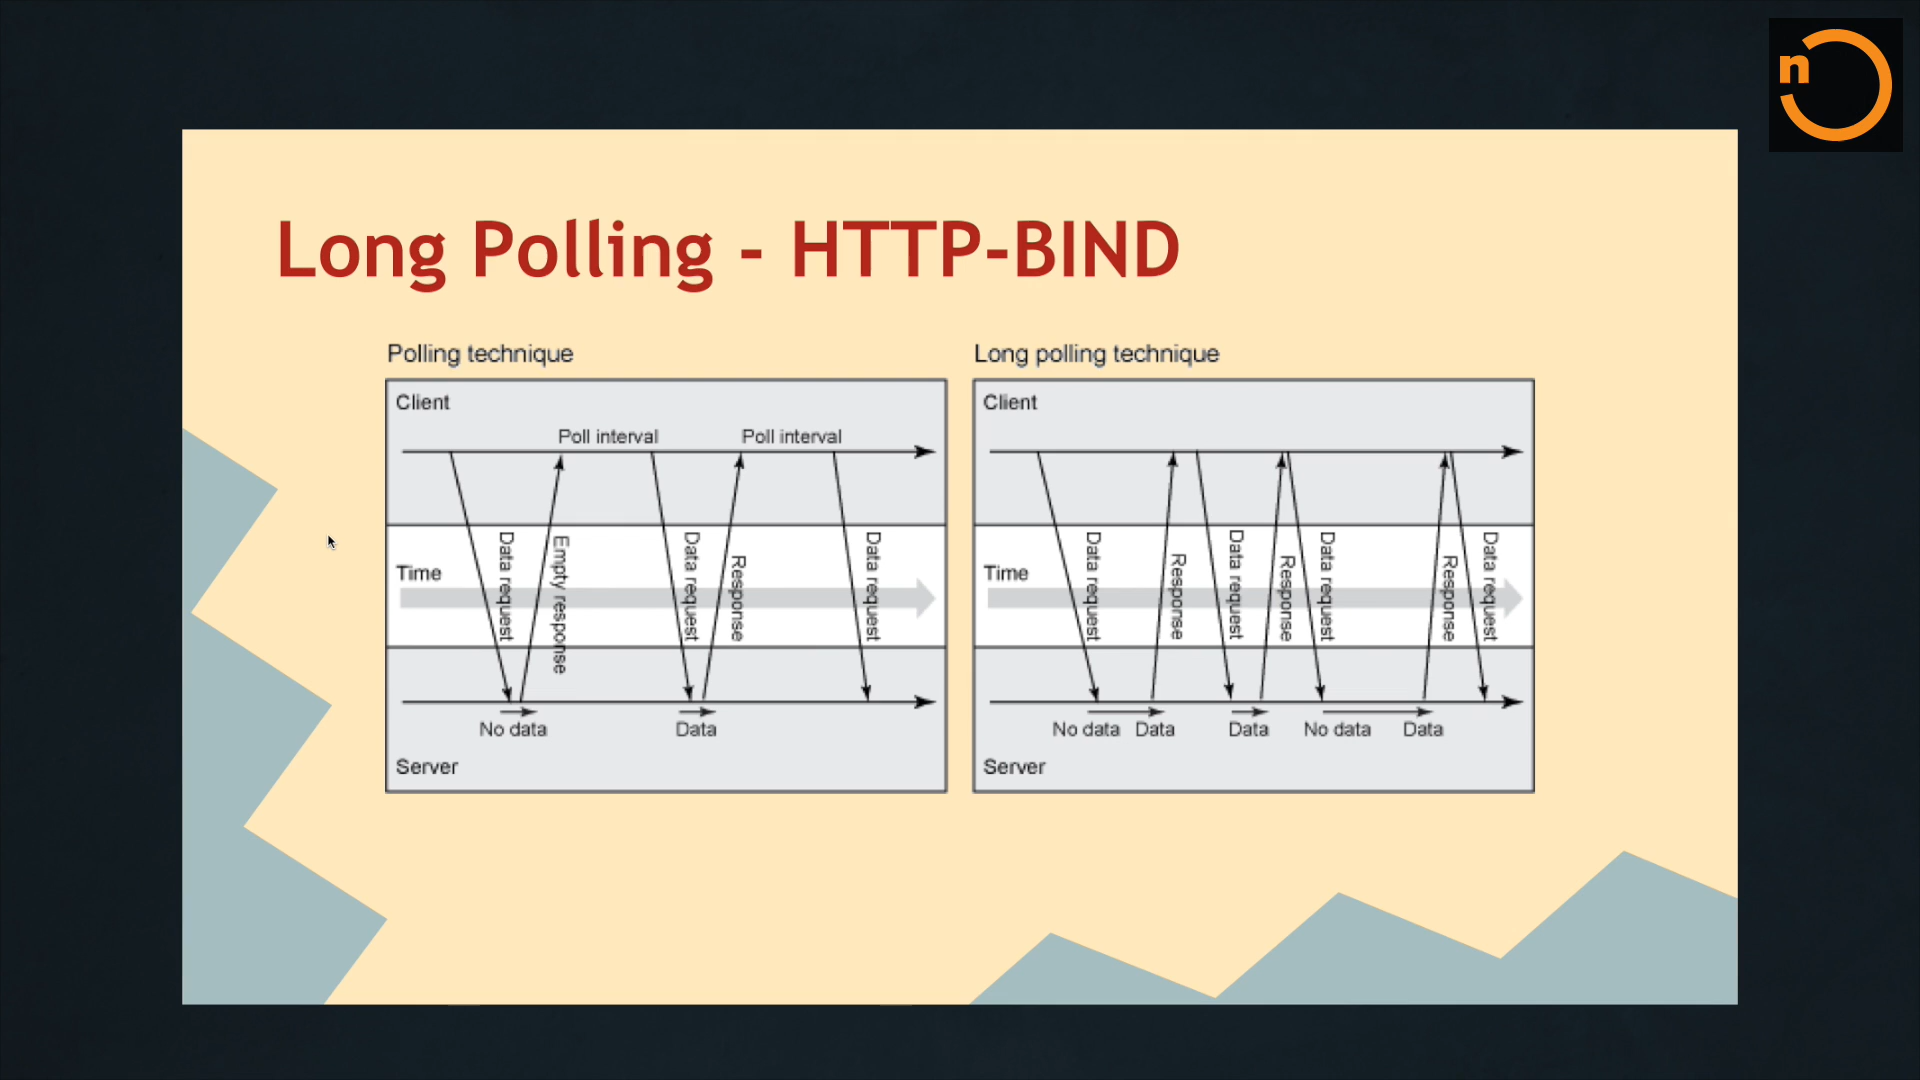 n
Long Polling - HTTP-BIND
Polling technique
Client
Poll interval Poll interval
Time
Data request
Empty response
Data request
Response
Data request
No data
Data
Server
Long polling technique
Client
Time
Data request
Response
Data request
Response
Data request
Response
Data request
No data Data Data No data Data
Server